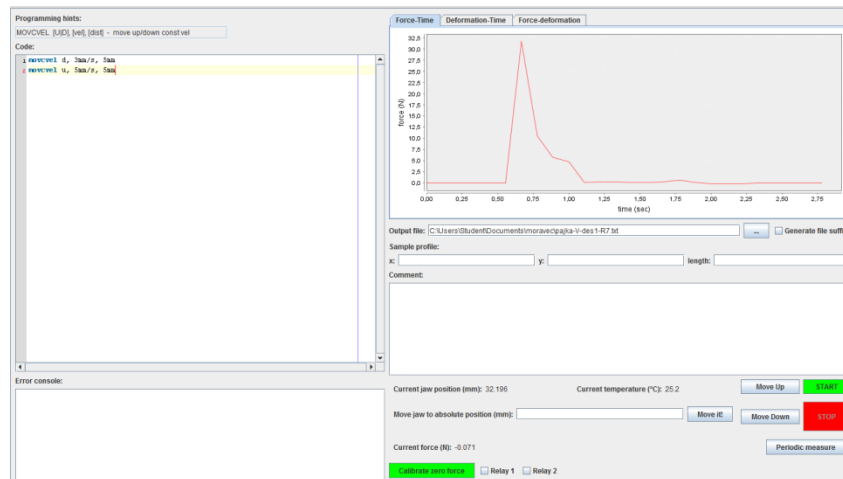 Programming hints:
MOVCVEL [U|D], [vel], [dist] - move up/down const vel
Code:
1 movcvel d, 3mm/s, 5mm
2 movcvel u, 5mm/s, 5mm
Error console:
Force-Time Deformation-Time Force-deformation
32,5
30,0
27,5
25,0
22,5
20,0
17,5
15,0
12,5
10,0
7,5
5,0
2,5
0,0
force (N)
0,00 0,25 0,50 0,75 1,00 1,25 1,50 1,75 2,00 2,25 2,50 2,75
time (sec)
Output file: C:\Users\Student\Documents\moravec\pajka-V-des1-R7.txt ... Generate file suffi
Sample profile:
x: y: length:
Comment:
Current jaw position (mm): 32.196 Current temperature (°C): 25.2 Move Up START
Move jaw to absolute position (mm): Move it! Move Down STOP
Current force (N): -0.071 Periodic measure
Calibrate zero force Relay 1 Relay 2